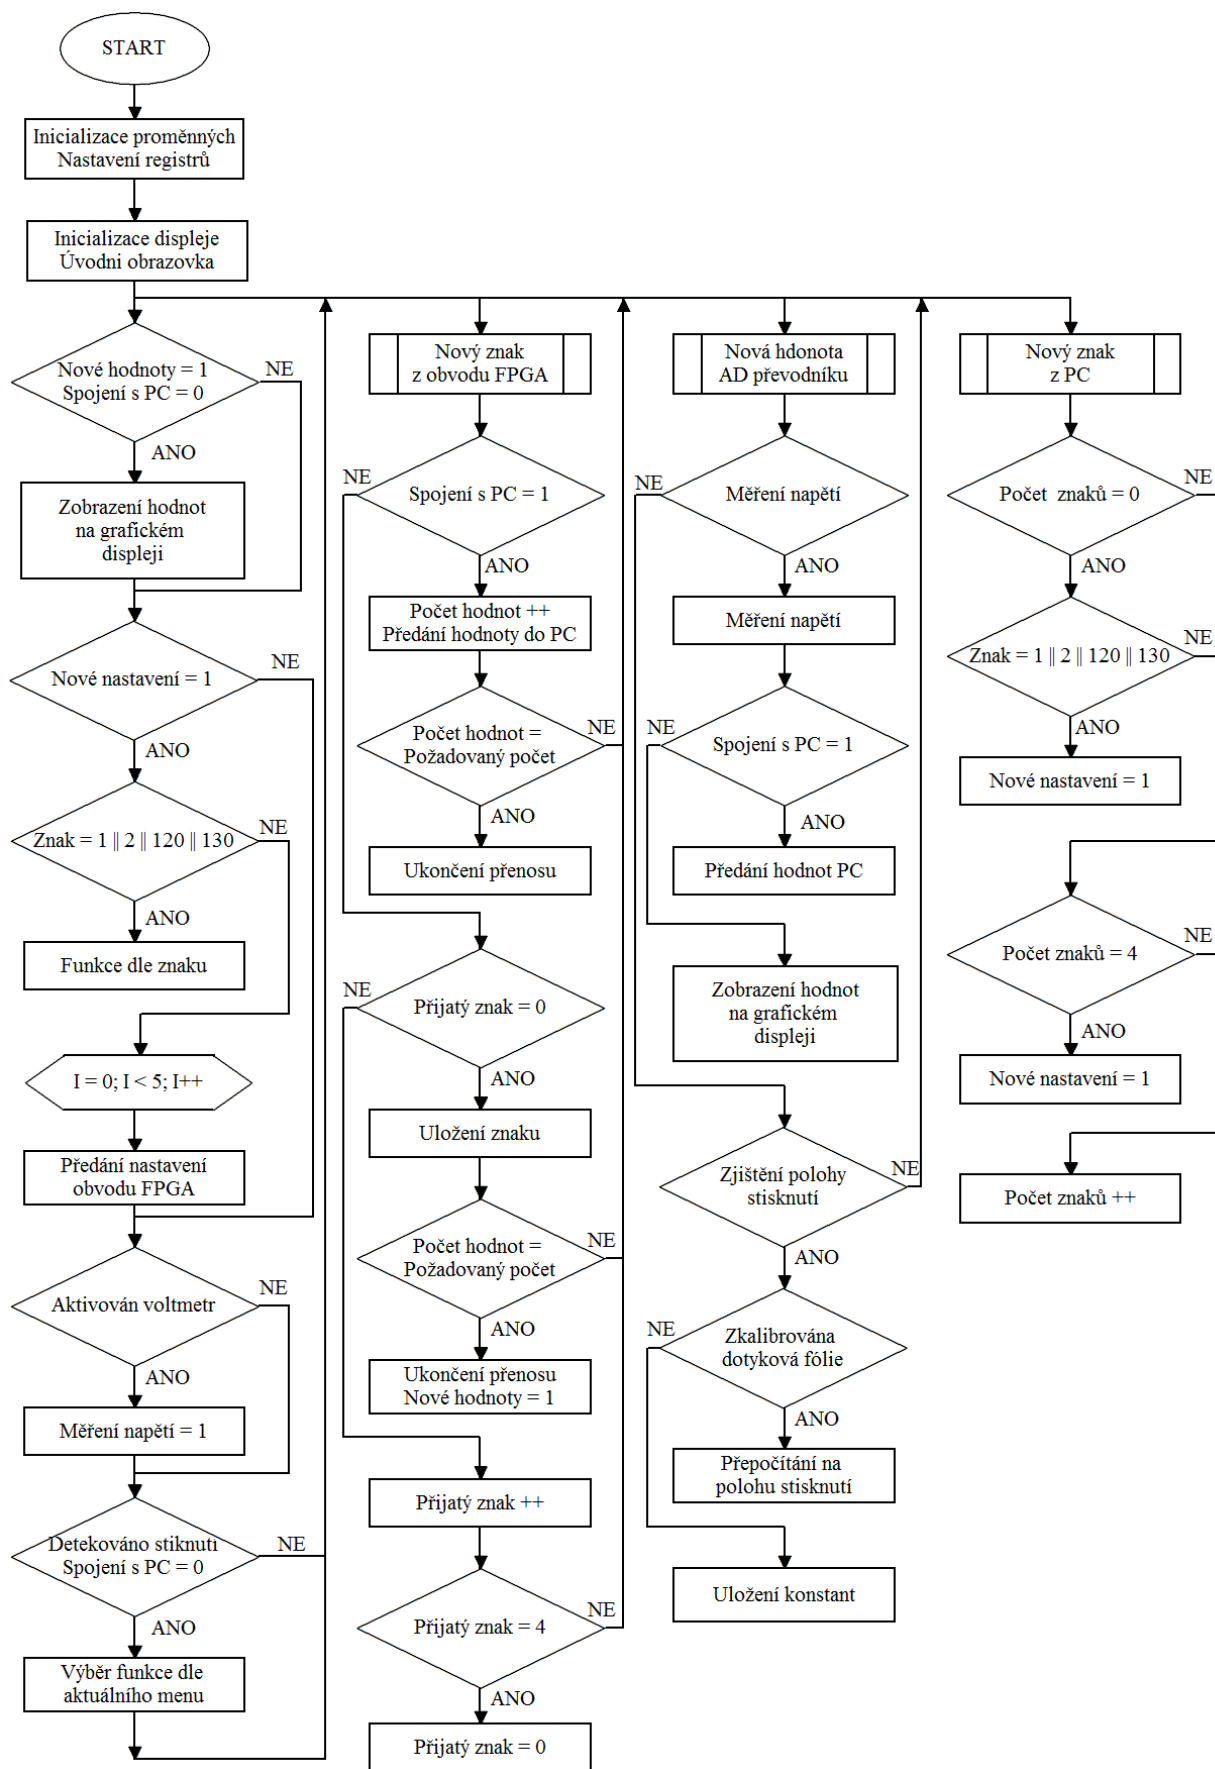 START
Inicializace proměnných
Nastavení registrů
Inicializace displeje
Úvodni obrazovka
Nové hodnoty = 1
Spojení s PC = 0
NE
ANO
Zobrazení hodnot
na grafickém
displeji
Nové nastavení = 1
NE
ANO
Znak = 1 || 2 || 120 || 130
NE
ANO
Funkce dle znaku
I = 0; I < 5; I++
Předání nastavení
obvodu FPGA
Aktivován voltmetr
NE
ANO
Měření napětí = 1
Detekováno stiknuti
Spojení s PC = 0
NE
ANO
Výběr funkce dle
aktuálního menu
Nový znak
z obvodu FPGA
NE
Spojení s PC = 1
ANO
Počet hodnot ++
Předání hodnoty do PC
Počet hodnot =
Požadovaný počet
NE
ANO
Ukončení přenosu
NE
Přijatý znak = 0
ANO
Uložení znaku
Počet hodnot =
Požadovaný počet
NE
ANO
Ukončení přenosu
Nové hodnoty = 1
Přijatý znak ++
Přijatý znak = 4
NE
ANO
Přijatý znak = 0
Nová hdonota
AD převodníku
NE
Měření napětí
ANO
Měření napětí
NE
Spojení s PC = 1
ANO
Předání hodnot PC
Zobrazení hodnot
na grafickém
displeji
Zjištění polohy
stisknutí
NE
ANO
NE
Zkalibrována
dotyková fólie
ANO
Přepočítání na
polohu stisknutí
Uložení konstant
Nový znak
z PC
Počet znaků = 0
NE
ANO
Znak = 1 || 2 || 120 || 130
NE
ANO
Nové nastavení = 1
Počet znaků = 4
NE
ANO
Nové nastavení = 1
Počet znaků ++